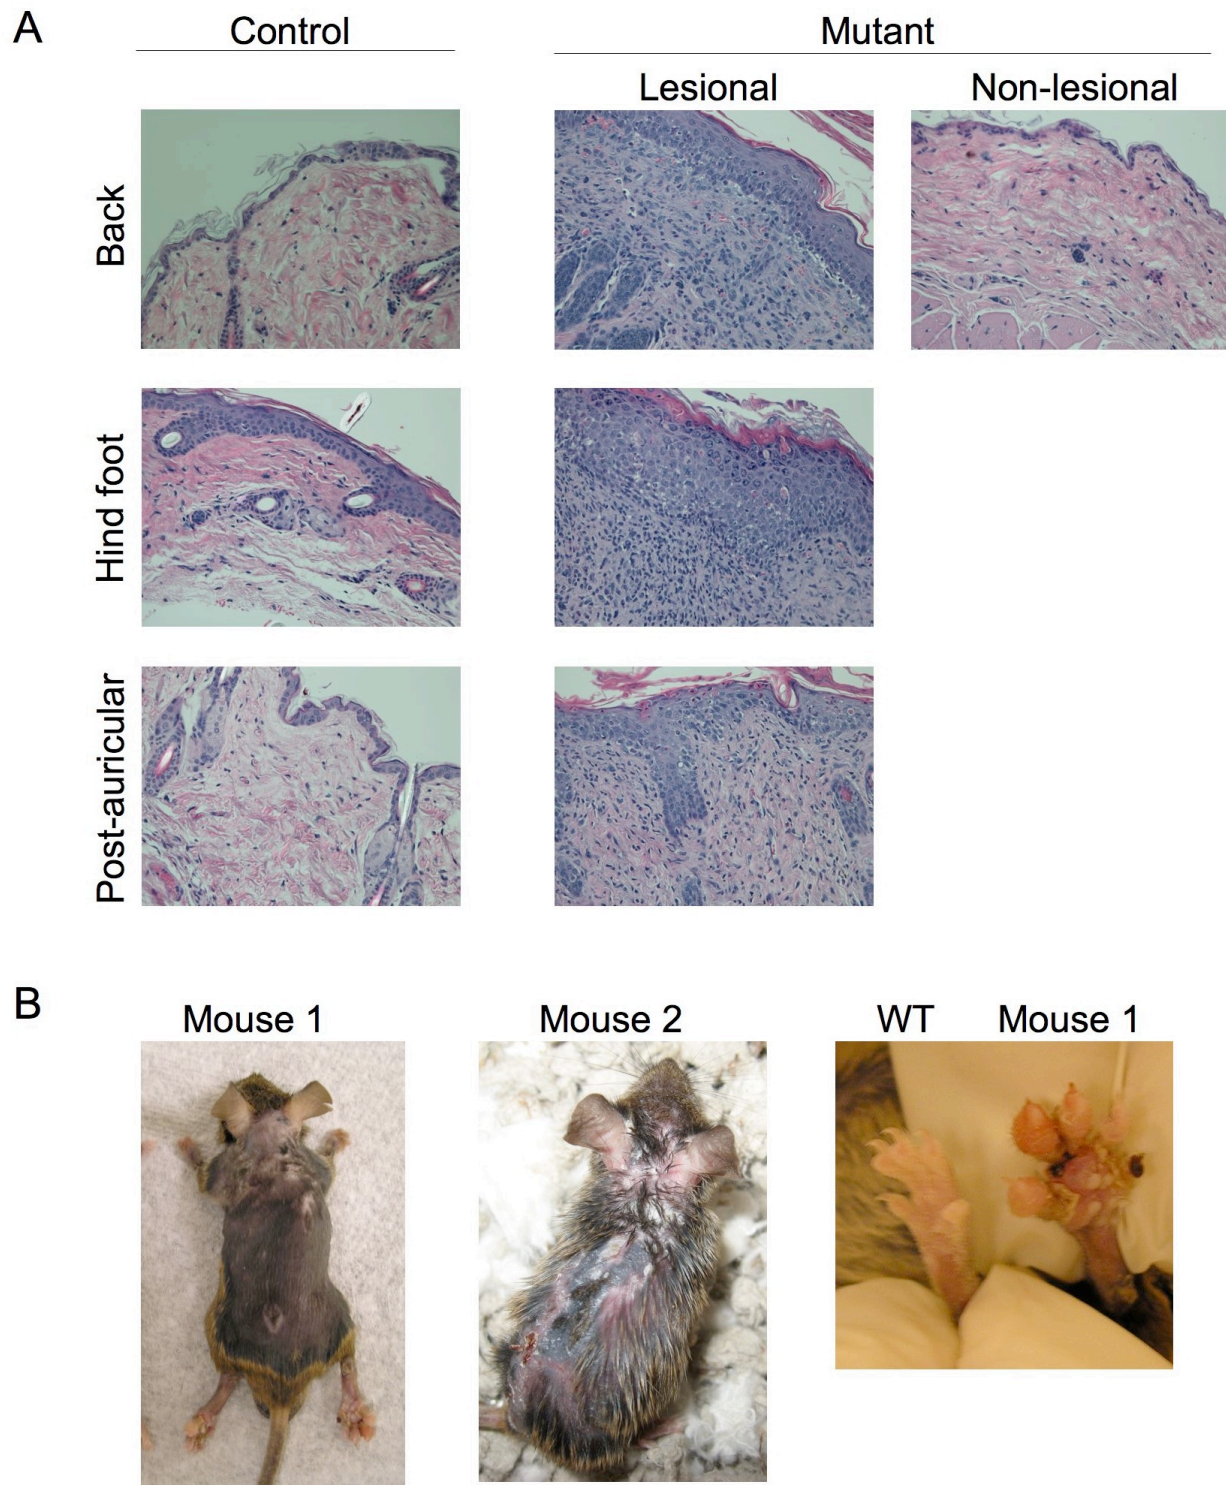 A
Control
Mutant
Lesional
Non-lesional
Back
Hind foot
Post-auricular
B
Mouse 1
Mouse 2
WT
Mouse 1